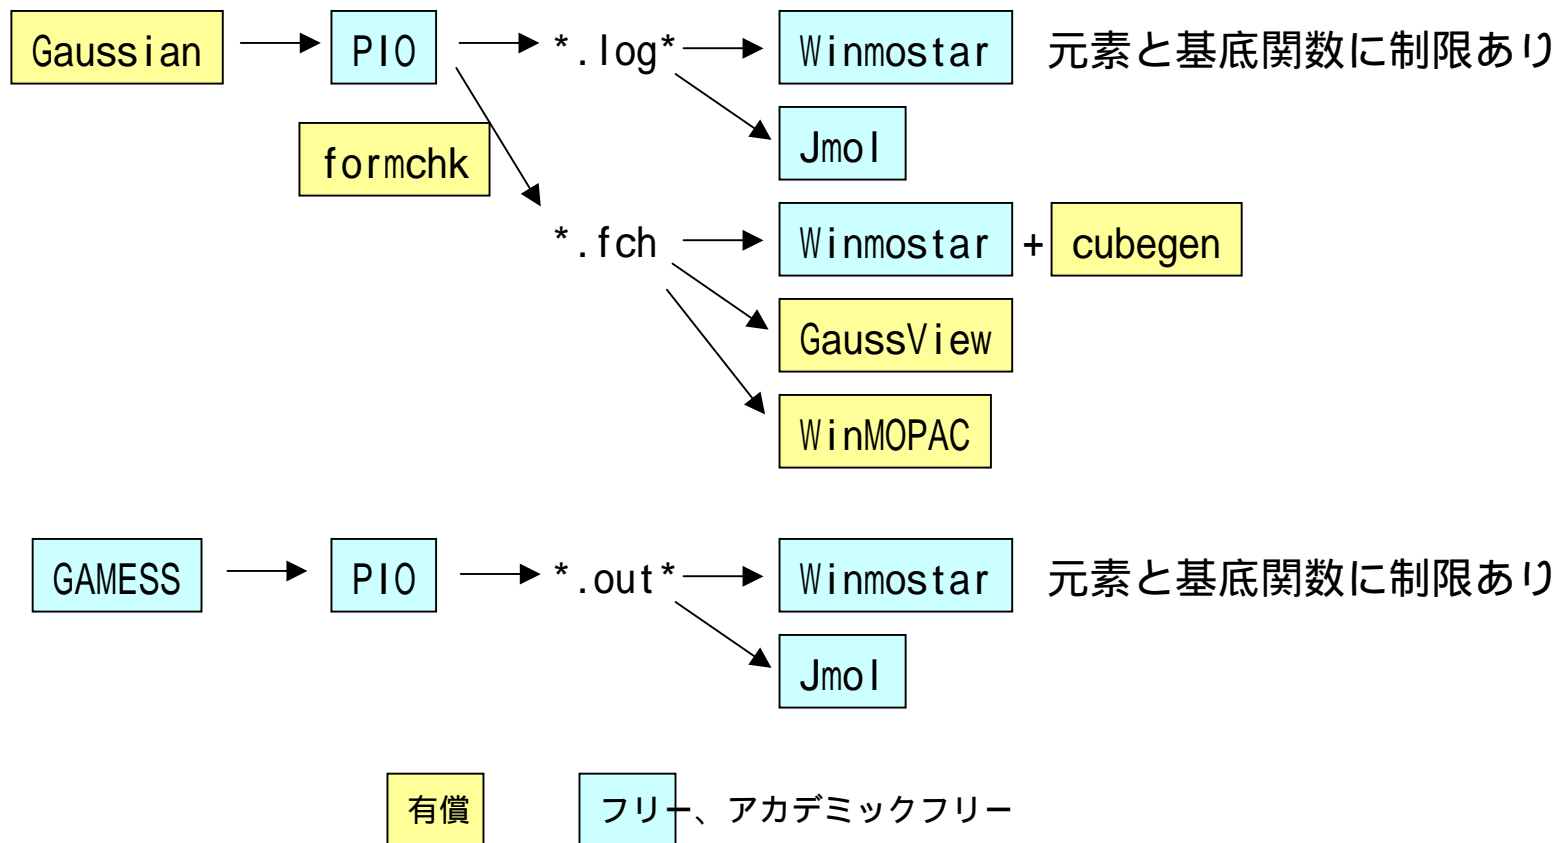 Gaussian PIO *.log* Winmostar 元素と基底関数に制限あり
Jmol
formchk
*.fch Winmostar + cubegen
GaussView
WinMOPAC
GAMESS PIO *.out* Winmostar 元素と基底関数に制限あり
Jmol
有償 フリー、アカデミックフリー